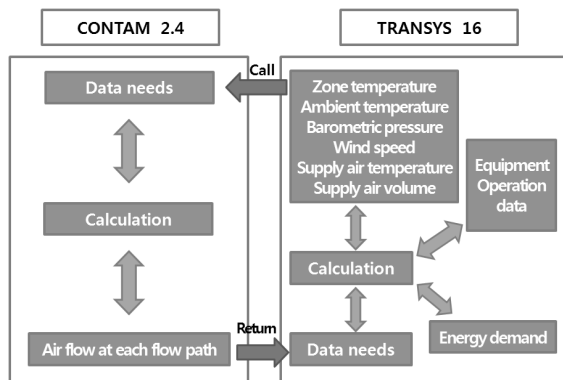 CONTAM 2.4
TRANSYS 16
Call
Data needs
Calculation
Air flow at each flow path
Return
Zone temperature
Ambient temperature
Barometric pressure
Wind speed
Supply air temperature
Supply air volume
Equipment
Operation
data
Calculation
Data needs
Energy demand